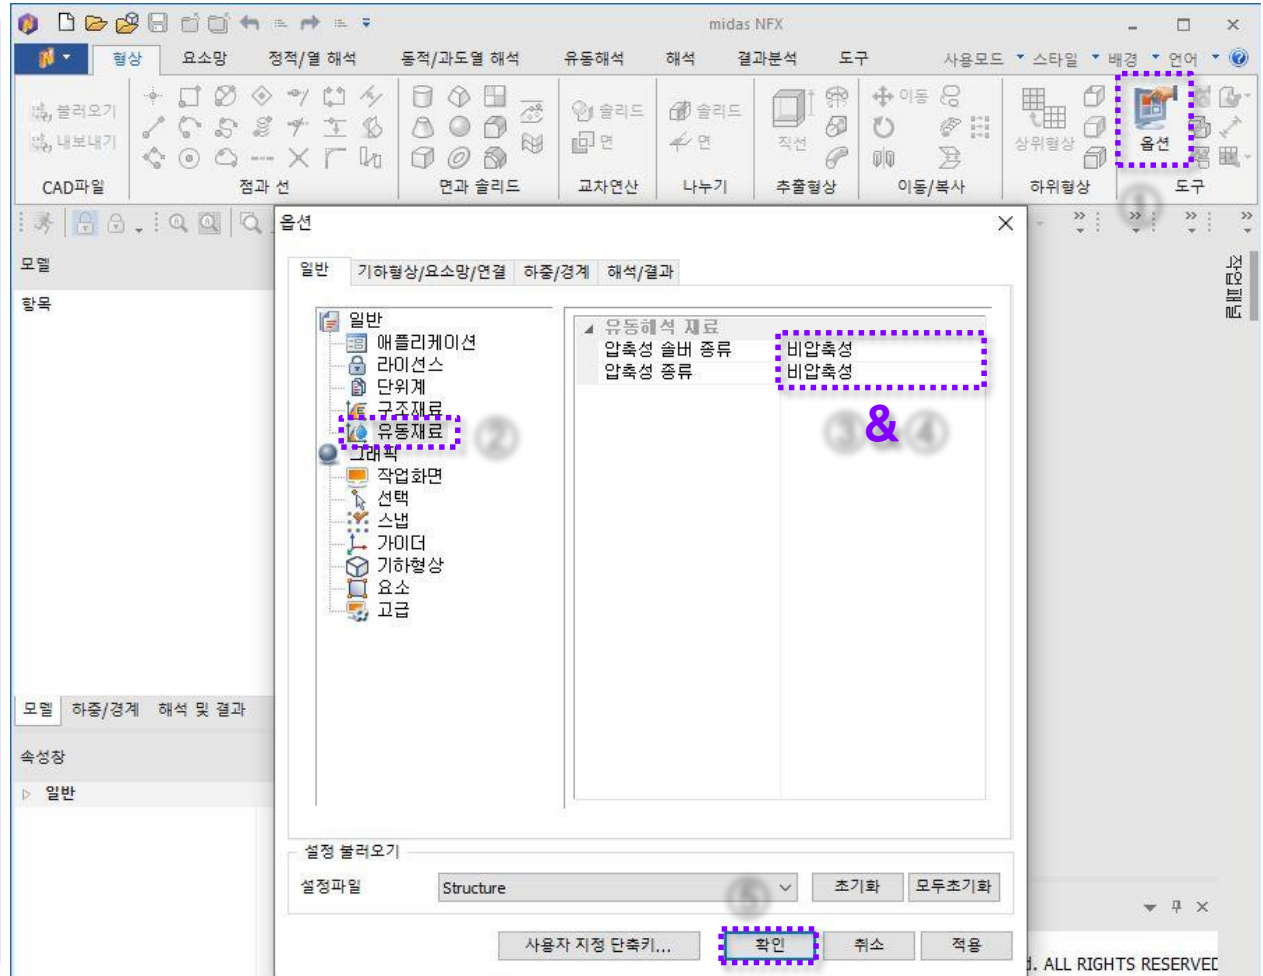 midas NFX
형상 요소망 정적/열 해석 동적/과도열 해석 유동해석 해석 결과분석 도구 사용모드 스타일 배경 언어
불러오기
내보내기
솔리드
면
솔리드
면
직선
이동
상위형상
옵션
CAD파일 점과 선 면과 솔리드 교차연산 나누기 추출형상 이동/복사 하위형상 도구
①
모델
항목
작업패널
옵션
일반 기하형상/요소망/연결 하중/경계 해석/결과
일반
애플리케이션
라이선스
단위계
구조재료
유동재료
②
그래픽
작업화면
선택
스냅
가이더
기하형상
요소
고급
유동해석 재료
압축성 솔버 종류 비압축성
압축성 종류 비압축성
③ & ④
모델 하중/경계 해석 및 결과
속성창
일반
설정 불러오기
설정파일 Structure 초기화 모두초기화
⑤
사용자 지정 단축키... 확인 취소 적용
d. ALL RIGHTS RESERVED